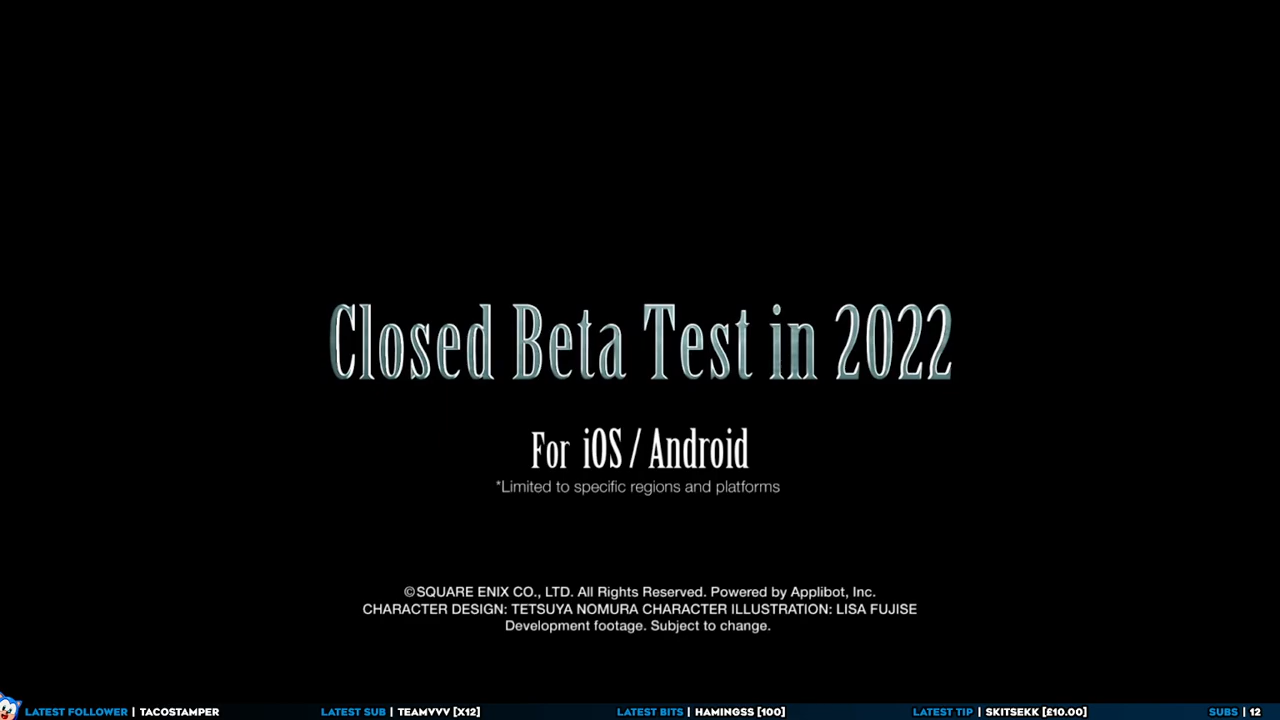 Closed Beta Test in 2022
For iOS / Android
*Limited to specific regions and platforms
©SQUARE ENIX CO., LTD. All Rights Reserved. Powered by Applibot, Inc.
CHARACTER DESIGN: TETSUYA NOMURA CHARACTER ILLUSTRATION: LISA FUJISE
Development footage. Subject to change.
LATEST FOLLOWER | TACOSTAMPER LATEST SUB | TEAMVVV [X12] LATEST BITS | HAMINGSS [100] LATEST TIP | SKITSEKK [£10.00] SUBS | 12